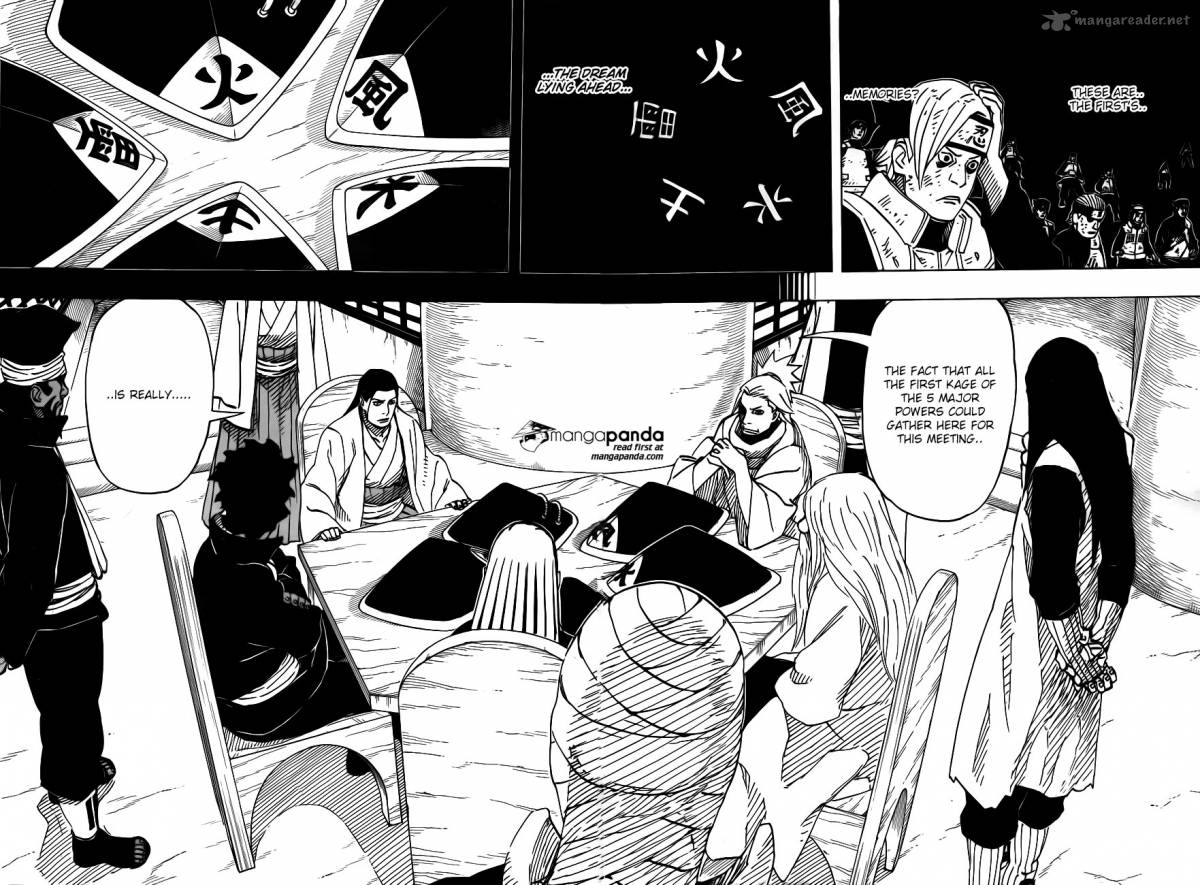 mangareader.net
THESE ARE..
THE FIRST'S..
..MEMORIES?
忍
...THE DREAM
LYING AHEAD...
火
風
雷
土
水
火
風
雷
土
水
THE FACT THAT ALL
THE FIRST KAGE OF
THE 5 MAJOR
POWERS COULD
GATHER HERE FOR
THIS MEETING..
..IS REALLY.....
mangapanda
read first at
mangapanda.com
水